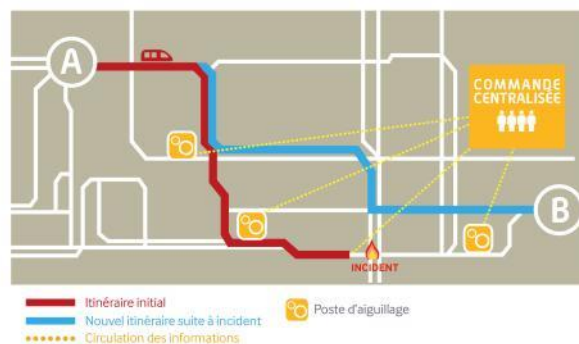 A
COMMANDE
CENTRALISÉE
B
INCIDENT
Itinéraire initial
Nouvel itinéraire suite à incident
Circulation des informations
Poste d'aiguillage